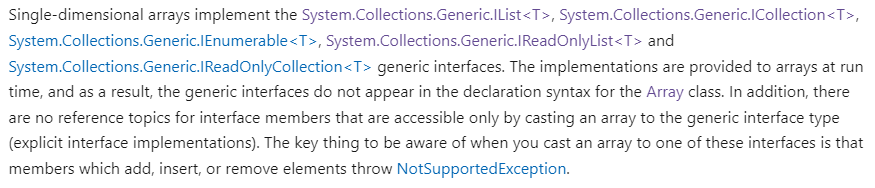 Single-dimensional arrays implement the System.Collections.Generic.IList<T>, System.Collections.Generic.ICollection<T>,
System.Collections.Generic.IEnumerable<T>, System.Collections.Generic.IReadOnlyList<T> and
System.Collections.Generic.IReadOnlyCollection<T> generic interfaces. The implementations are provided to arrays at run
time, and as a result, the generic interfaces do not appear in the declaration syntax for the Array class. In addition, there
are no reference topics for interface members that are accessible only by casting an array to the generic interface type
(explicit interface implementations). The key thing to be aware of when you cast an array to one of these interfaces is that
members which add, insert, or remove elements throw NotSupportedException.